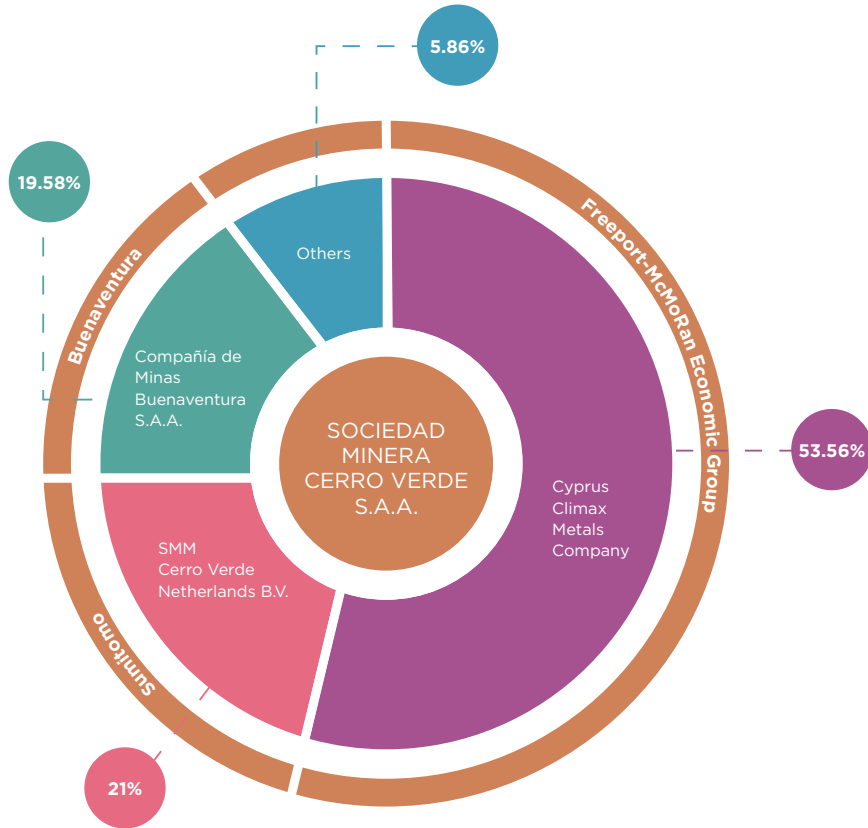 5.86%
19.58%
Buenaventura
Freeport-McMoRan Economic Group
Others
Compañía de
Minas
Buenaventura
S.A.A.
SOCIEDAD
MINERA
CERRO VERDE
S.A.A.
53.56%
Cyprus
Climax
Metals
Company
SMM
Cerro Verde
Netherlands B.V.
Sumitomo
21%